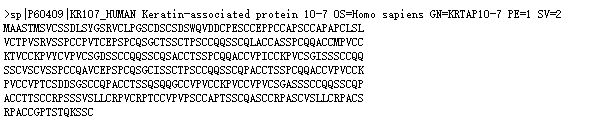 >sp|P60409|KR107_HUMAN Keratin-associated protein 10-7 OS=Homo sapiens GN=KRTAP10-7 PE=1 SV=2
MAASTMSVCSSDLSYGSRVCLPGSCDSCSDSWQVDDCPESCCEPPCCAPSCCAPAPCLSL
VCTPVSRVSSPCCPVTCEPSPCQSGCTSSCTPSCCQQSSCQLACCASSPCQQACCMPVCC
KTVCCKPVYCVPVCSGDSSCCQQSSCQSACCTSSPCQQACCVPICCKPVCSGISSSCCQQ
SSCVSCVSSPCCQAVCEPSPCQSGCISSCTPSCCQQSSCQPACCTSSPCQQACCVPVCCK
PVCCVPTCSDDSGSCCQPACCTSSQSQQGCCVPVCCKPVCCVPVCSGASSSCCQQSSCQP
ACCTTSCCRPSSSVSLLCRPVCRPTCCVPVPSCCAPTSSCQASCCRPASCVSLLCRPACS
RPACCGPTSTQKSSC